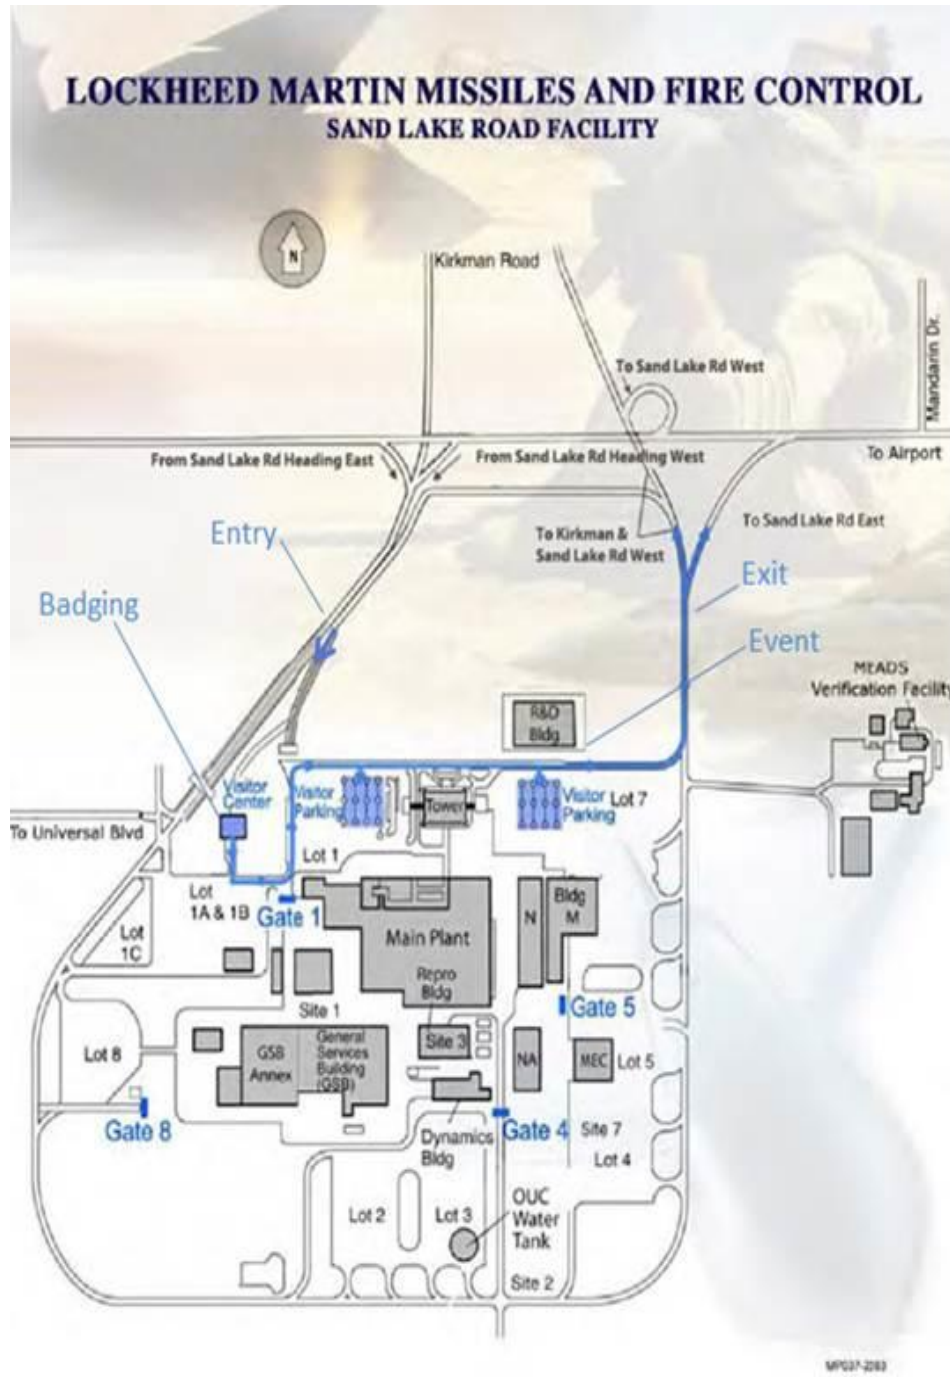 LOCKHEED MARTIN MISSILES AND FIRE CONTROL
SAND LAKE ROAD FACILITY
N
Kirkman Road
Mandarin Dr.
To Sand Lake Rd West
From Sand Lake Rd Heading East
From Sand Lake Rd Heading West
To Airport
Entry
To Kirkman &
Sand Lake Rd West
To Sand Lake Rd East
Exit
Badging
Event
MEADS
Verification Facility
R&D
Bldg
Visitor
Center
Visitor
Parking
Tower
Visitor
Parking
Lot 7
To Universal Blvd
Lot 1
Lot
1A & 1B
Gate 1
Lot
1C
Main Plant
N
Bldg
M
Repro
Bldg
Site 1
Gate 5
Lot 8
GSB
Annex
General
Services
Building
(GSB)
Site 3
NA
MEC
Lot 5
Gate 8
Dynamics
Bldg
Gate 4
Site 7
Lot 4
Lot 2
Lot 3
OUC
Water
Tank
Site 2